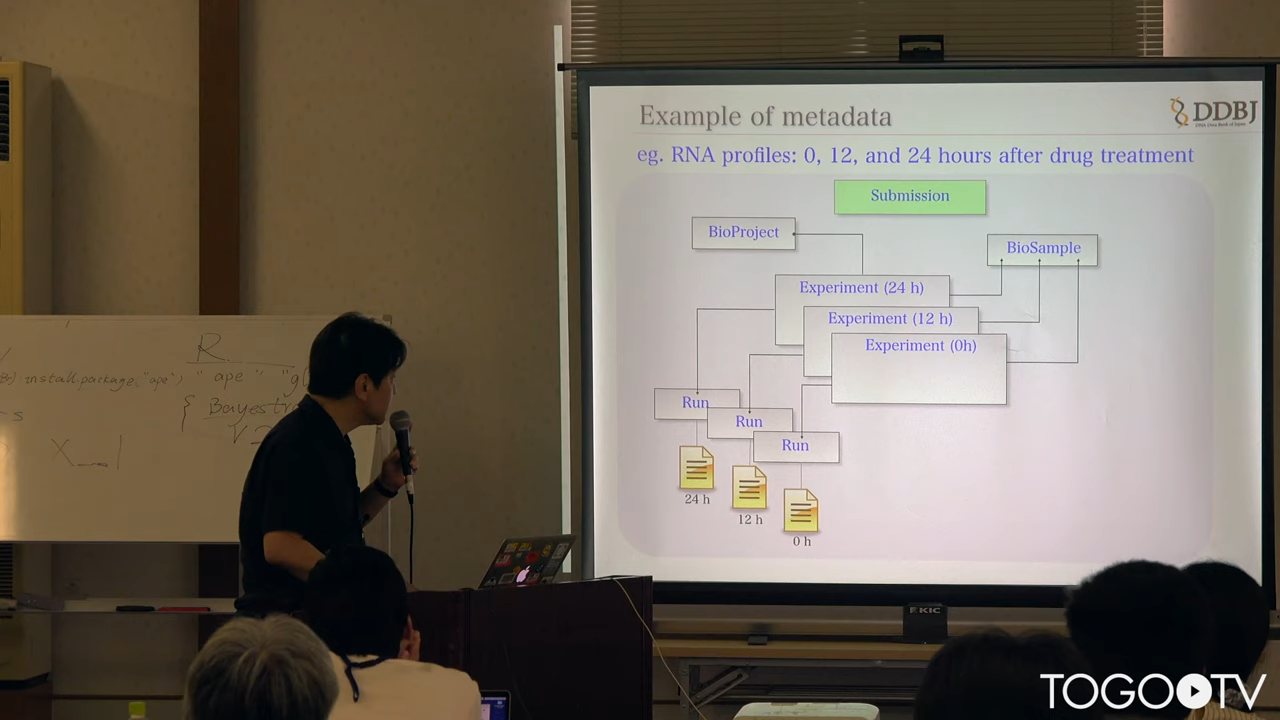 Example of metadata
DDBJ
eg. RNA profiles: 0, 12, and 24 hours after drug treatment
Submission
BioProject
BioSample
Experiment (24 h)
Experiment (12 h)
Experiment (0h)
Run
Run
Run
24 h
12 h
0 h
R
install.package("ape")
" ape "
X
KIC
TOGO TV